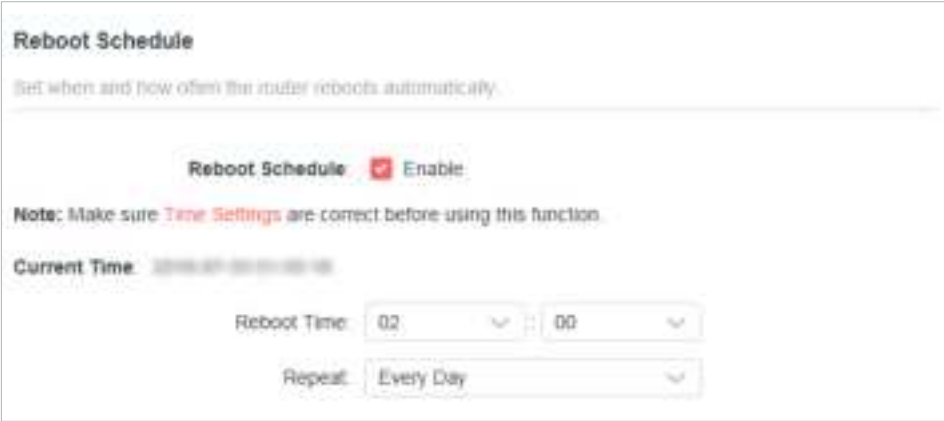 Reboot Schedule
Set when and how often the router reboots automatically.
Reboot Schedule: Enable
Note: Make sure Time Settings are correct before using this function.
Current Time:
Reboot Time: 02 : 00
Repeat: Every Day